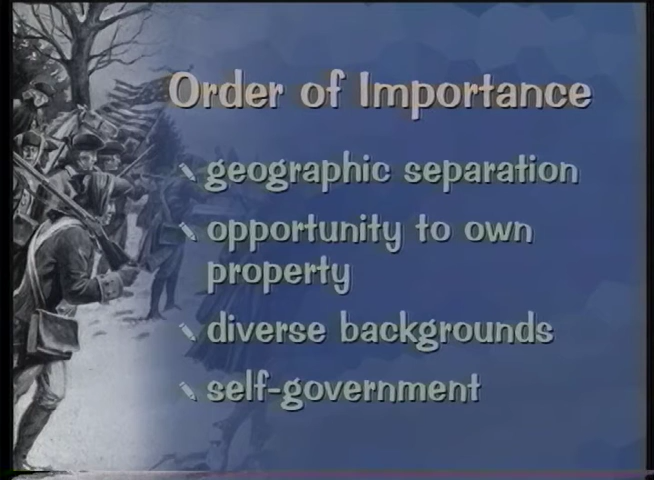 Order of Importance
geographic separation
opportunity to own
property
diverse backgrounds
self-government